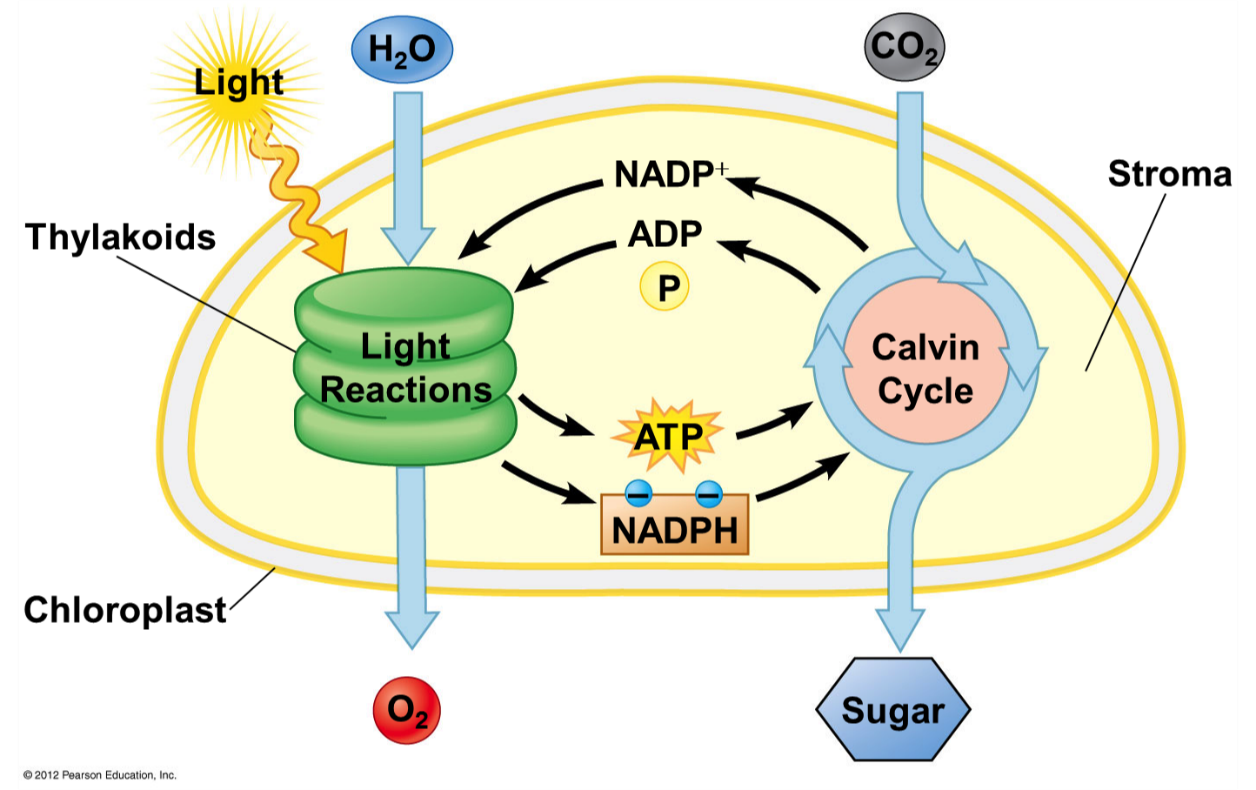 Light
H₂O
CO₂
NADP⁺
Stroma
Thylakoids
ADP
P
Light
Reactions
Calvin
Cycle
ATP
NADPH
Chloroplast
O₂
Sugar
© 2012 Pearson Education, Inc.